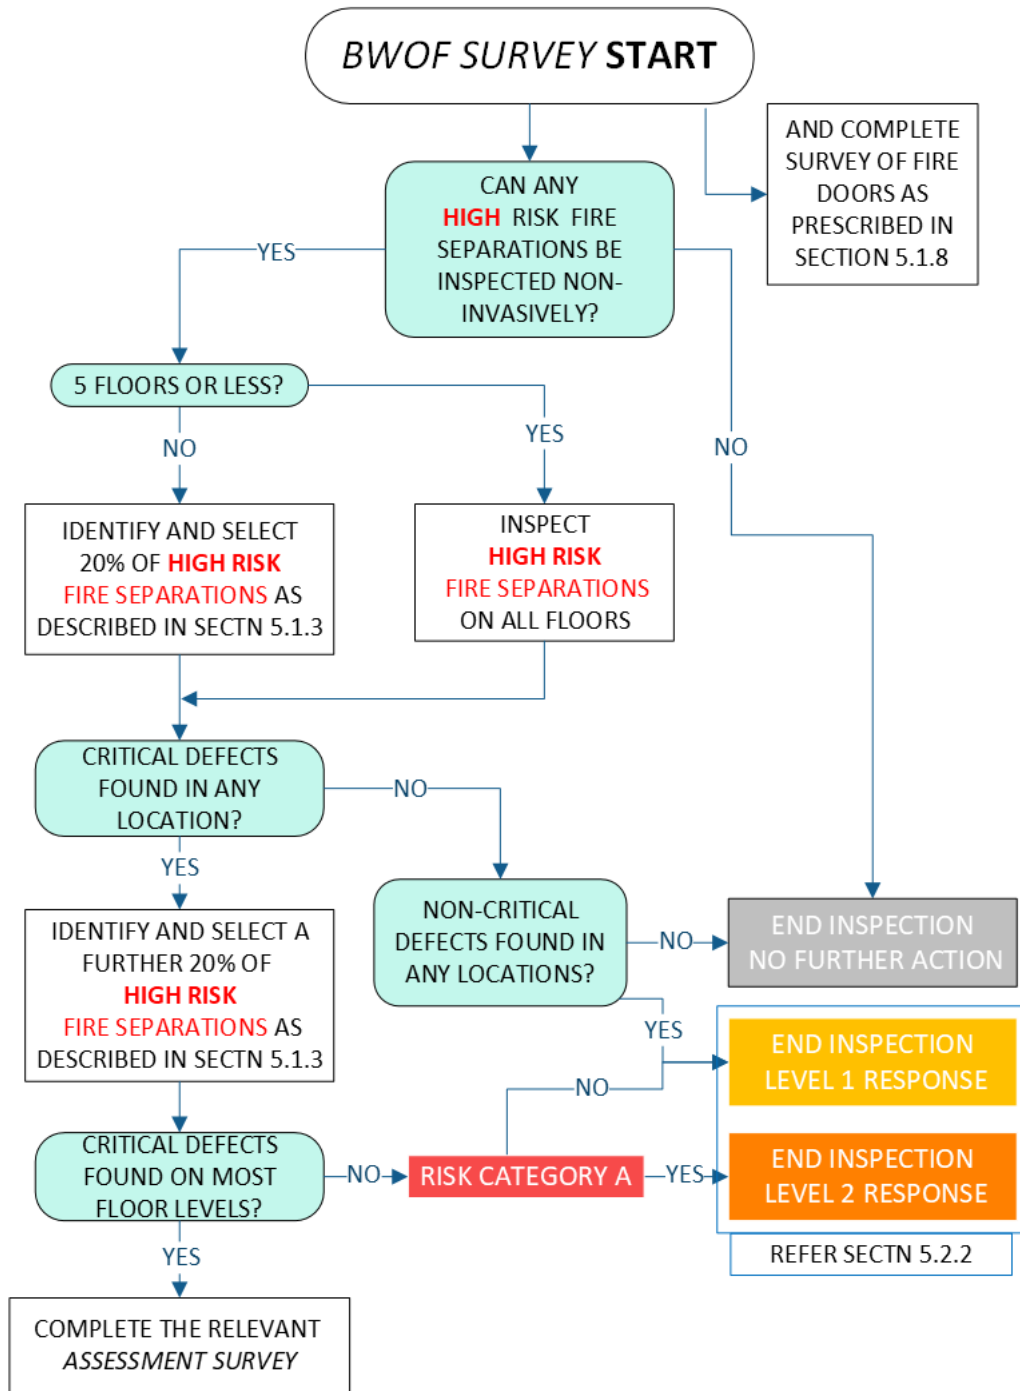 BWOF SURVEY START
AND COMPLETE
SURVEY OF FIRE
DOORS AS
PRESCRIBED IN
SECTION 5.1.8
CAN ANY
HIGH RISK FIRE
SEPARATIONS BE
INSPECTED NON-
INVASIVELY?
YES
NO
5 FLOORS OR LESS?
NO
YES
IDENTIFY AND SELECT
20% OF HIGH RISK
FIRE SEPARATIONS AS
DESCRIBED IN SECTN 5.1.3
INSPECT
HIGH RISK
FIRE SEPARATIONS
ON ALL FLOORS
CRITICAL DEFECTS
FOUND IN ANY
LOCATION?
NO
YES
NON-CRITICAL
DEFECTS FOUND IN
ANY LOCATIONS?
NO
YES
END INSPECTION
NO FURTHER ACTION
IDENTIFY AND SELECT A
FURTHER 20% OF
HIGH RISK
FIRE SEPARATIONS AS
DESCRIBED IN SECTN 5.1.3
END INSPECTION
LEVEL 1 RESPONSE
NO
CRITICAL DEFECTS
FOUND ON MOST
FLOOR LEVELS?
NO
RISK CATEGORY A
YES
END INSPECTION
LEVEL 2 RESPONSE
REFER SECTN 5.2.2
YES
COMPLETE THE RELEVANT
ASSESSMENT SURVEY